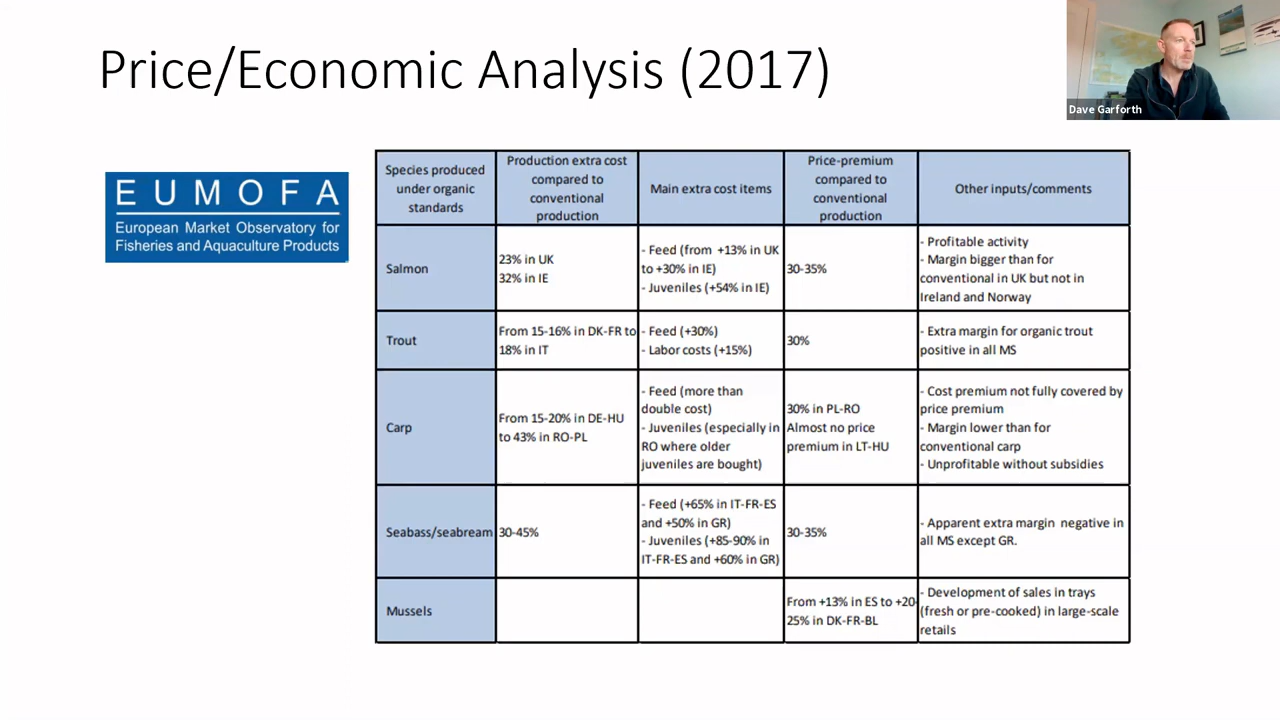 Price/Economic Analysis (2017)
Dave Garforth
E U M O F A
European Market Observatory for
Fisheries and Aquaculture Products
Species produced
under organic
standards
Production extra cost
compared to
conventional
production
Main extra cost items
Price-premium
compared to
conventional
production
Other inputs/comments
Salmon
23% in UK
32% in IE
- Feed (from +13% in UK
to +30% in IE)
- Juveniles (+54% in IE)
30-35%
- Profitable activity
- Margin bigger than for
conventional in UK but not in
Ireland and Norway
Trout
From 15-16% in DK-FR to
18% in IT
- Feed (+30%)
- Labor costs (+15%)
30%
- Extra margin for organic trout
positive in all MS
Carp
From 15-20% in DE-HU
to 43% in RO-PL
- Feed (more than
double cost)
- Juveniles (especially in
RO where older
juveniles are bought)
30% in PL-RO
Almost no price
premium in LT-HU
- Cost premium not fully covered by
price premium
- Margin lower than for
conventional carp
- Unprofitable without subsidies
Seabass/seabream
30-45%
- Feed (+65% in IT-FR-ES
and +50% in GR)
- Juveniles (+85-90% in
IT-FR-ES and +60% in GR)
30-35%
- Apparent extra margin negative in
all MS except GR.
Mussels
From +13% in ES to +20-
25% in DK-FR-BL
- Development of sales in trays
(fresh or pre-cooked) in large-scale
retails